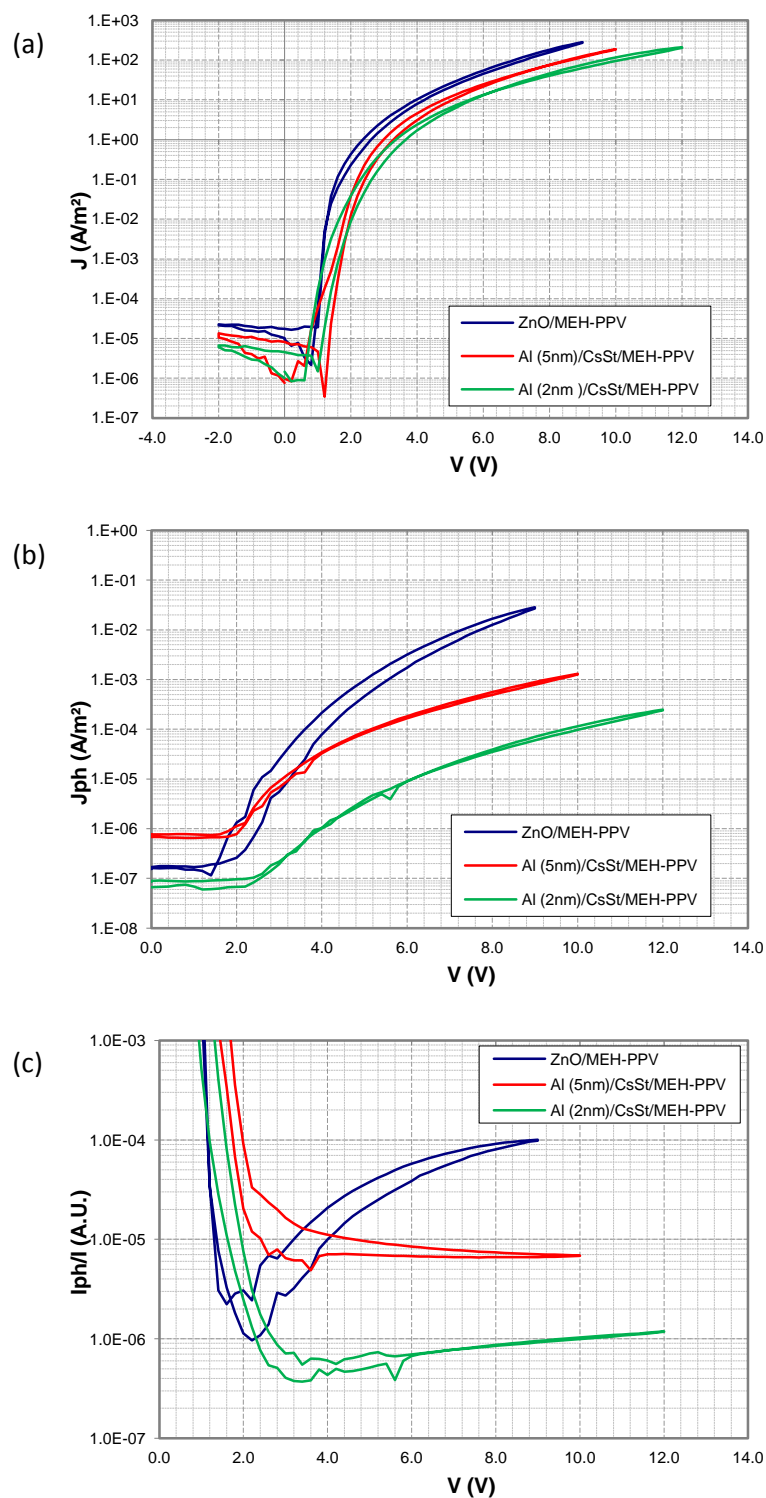 (a)
1.E+03
1.E+02
1.E+01
1.E+00
1.E-01
1.E-02
1.E-03
1.E-04
1.E-05
1.E-06
1.E-07
J (A/m²)
ZnO/MEH-PPV
Al (5nm)/CsSt/MEH-PPV
Al (2nm )/CsSt/MEH-PPV
-4.0 -2.0 0.0 2.0 4.0 6.0 8.0 10.0 12.0 14.0
V (V)
(b)
1.E+00
1.E-01
1.E-02
1.E-03
1.E-04
1.E-05
1.E-06
1.E-07
1.E-08
Jph (A/m²)
ZnO/MEH-PPV
Al (5nm)/CsSt/MEH-PPV
Al (2nm)/CsSt/MEH-PPV
0.0 2.0 4.0 6.0 8.0 10.0 12.0 14.0
V (V)
(c)
1.0E-03
1.0E-04
1.0E-05
1.0E-06
1.0E-07
Iph/I (A.U.)
ZnO/MEH-PPV
Al (5nm)/CsSt/MEH-PPV
Al (2nm)/CsSt/MEH-PPV
0.0 2.0 4.0 6.0 8.0 10.0 12.0 14.0
V (V)